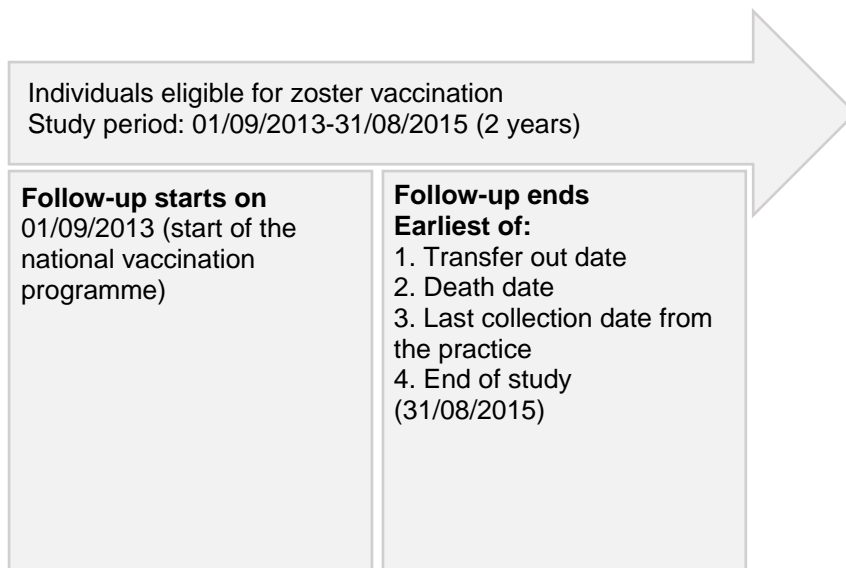 Individuals eligible for zoster vaccination
Study period: 01/09/2013-31/08/2015 (2 years)
Follow-up starts on
01/09/2013 (start of the
national vaccination
programme)
Follow-up ends
Earliest of:
1. Transfer out date
2. Death date
3. Last collection date from
the practice
4. End of study
(31/08/2015)